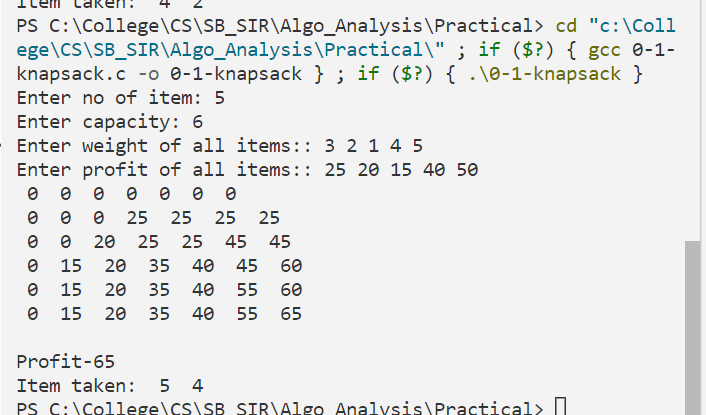 Item taken:  4  2
PS C:\College\CS\SB_SIR\Algo_Analysis\Practical> cd "c:\Coll
ege\CS\SB_SIR\Algo_Analysis\Practical\" ; if ($?) { gcc 0-1-
knapsack.c -o 0-1-knapsack } ; if ($?) { .\0-1-knapsack }
Enter no of item: 5
Enter capacity: 6
Enter weight of all items:: 3 2 1 4 5
Enter profit of all items:: 25 20 15 40 50
0  0  0  0  0  0  0
0  0  0  25  25  25  25
0  0  20  25  25  45  45
0  15  20  35  40  45  60
0  15  20  35  40  55  60
0  15  20  35  40  55  65
Profit-65
Item taken:  5  4
PS C:\College\CS\SB_SIR\Algo_Analysis\Practical>